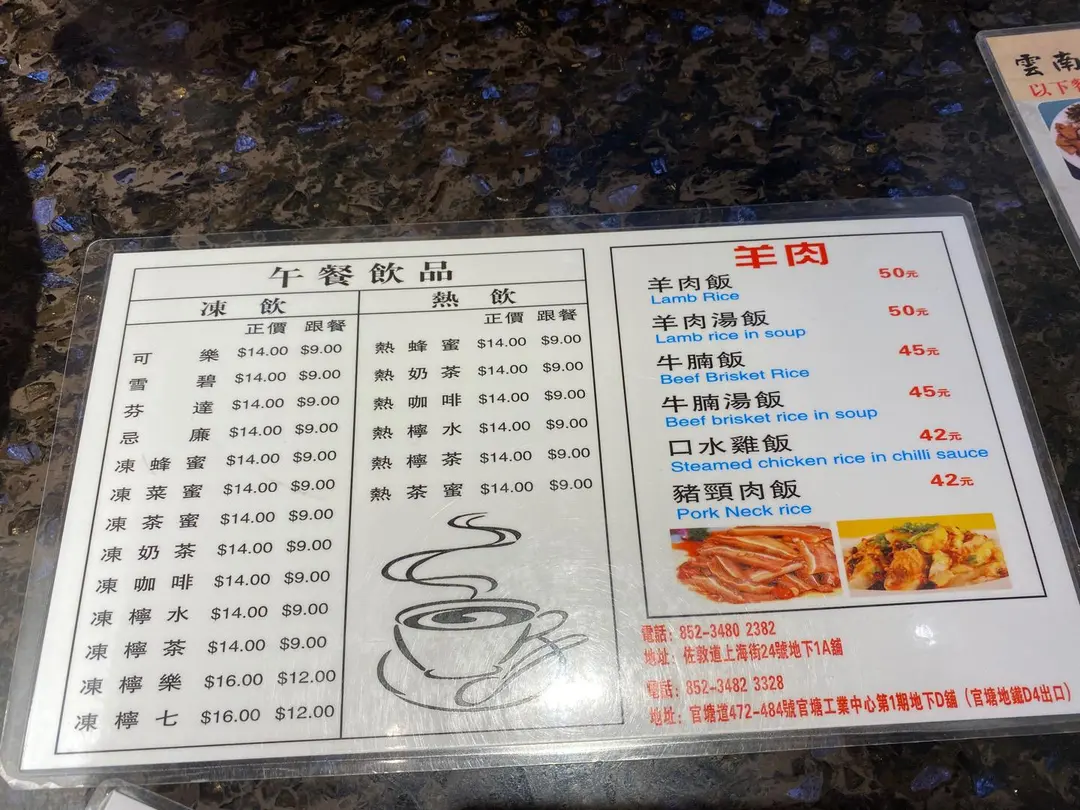 午餐飲品
凍飲
正價 跟餐
可樂 $14.00 $9.00
雪碧 $14.00 $9.00
芬達 $14.00 $9.00
忌廉 $14.00 $9.00
凍蜂蜜 $14.00 $9.00
凍菜蜜 $14.00 $9.00
凍茶蜜 $14.00 $9.00
凍奶茶 $14.00 $9.00
凍咖啡 $14.00 $9.00
凍檸水 $14.00 $9.00
凍檸茶 $14.00 $9.00
凍檸樂 $16.00 $12.00
凍檸七 $16.00 $12.00
熱飲
正價 跟餐
熱蜂蜜 $14.00 $9.00
熱奶茶 $14.00 $9.00
熱咖啡 $14.00 $9.00
熱檸水 $14.00 $9.00
熱檸茶 $14.00 $9.00
熱茶蜜 $14.00 $9.00
羊肉
羊肉飯 50元
Lamb Rice
羊肉湯飯 50元
Lamb rice in soup
牛腩飯 45元
Beef Brisket Rice
牛腩湯飯 45元
Beef brisket rice in soup
口水雞飯 42元
Steamed chicken rice in chilli sauce
豬頸肉飯 42元
Pork Neck rice
電話：852-3480 2382
地址：佐敦道上海街24號地下1A舖
電話：852-3482 3328
地址：官塘道472-484號官塘工業中心第1期地下D舖（官塘地鐵D4出口）
雲南
以下